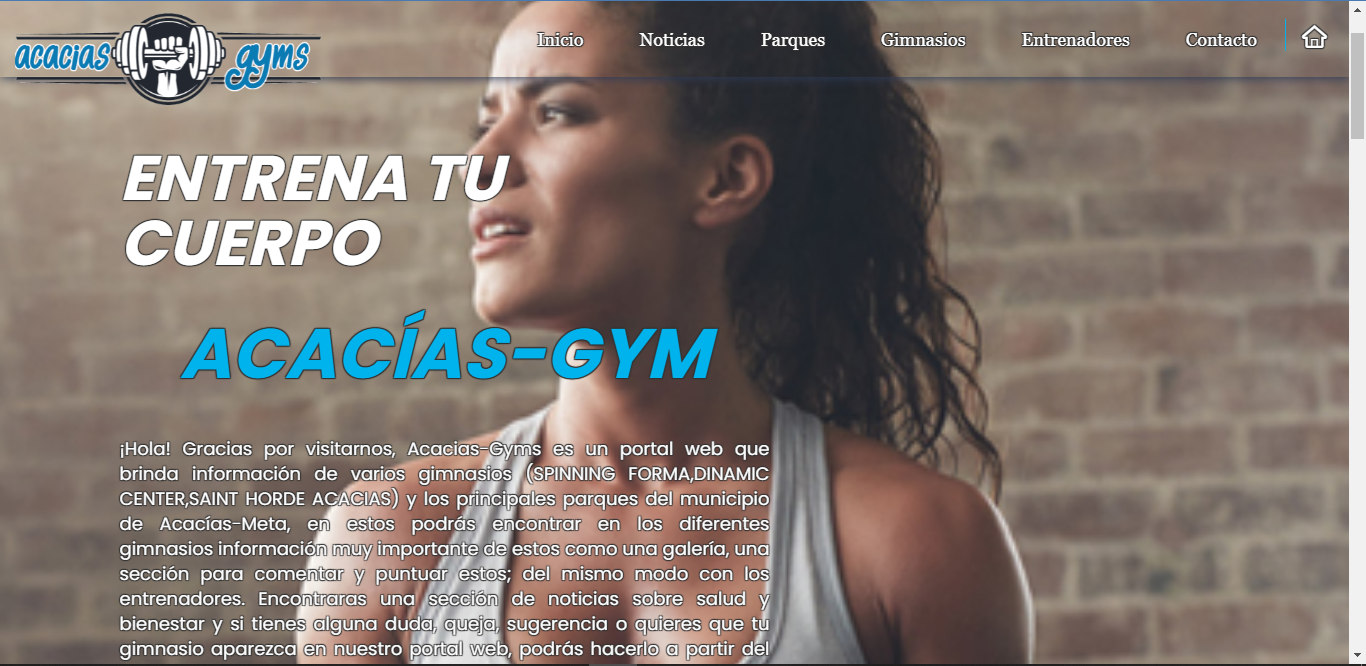 acacias gyms
Inicio Noticias Parques Gimnasios Entrenadores Contacto
ENTRENA TU
CUERPO
ACACÍAS-GYM
¡Hola! Gracias por visitarnos, Acacias-Gyms es un portal web que
brinda información de varios gimnasios (SPINNING FORMA,DINAMIC
CENTER,SAINT HORDE ACACIAS) y los principales parques del municipio
de Acacías-Meta, en estos podrás encontrar en los diferentes
gimnasios información muy importante de estos como una galería, una
sección para comentar y puntuar estos; del mismo modo con los
entrenadores. Encontraras una sección de noticias sobre salud y
bienestar y si tienes alguna duda, queja, sugerencia o quieres que tu
gimnasio aparezca en nuestro portal web, podrás hacerlo a partir del